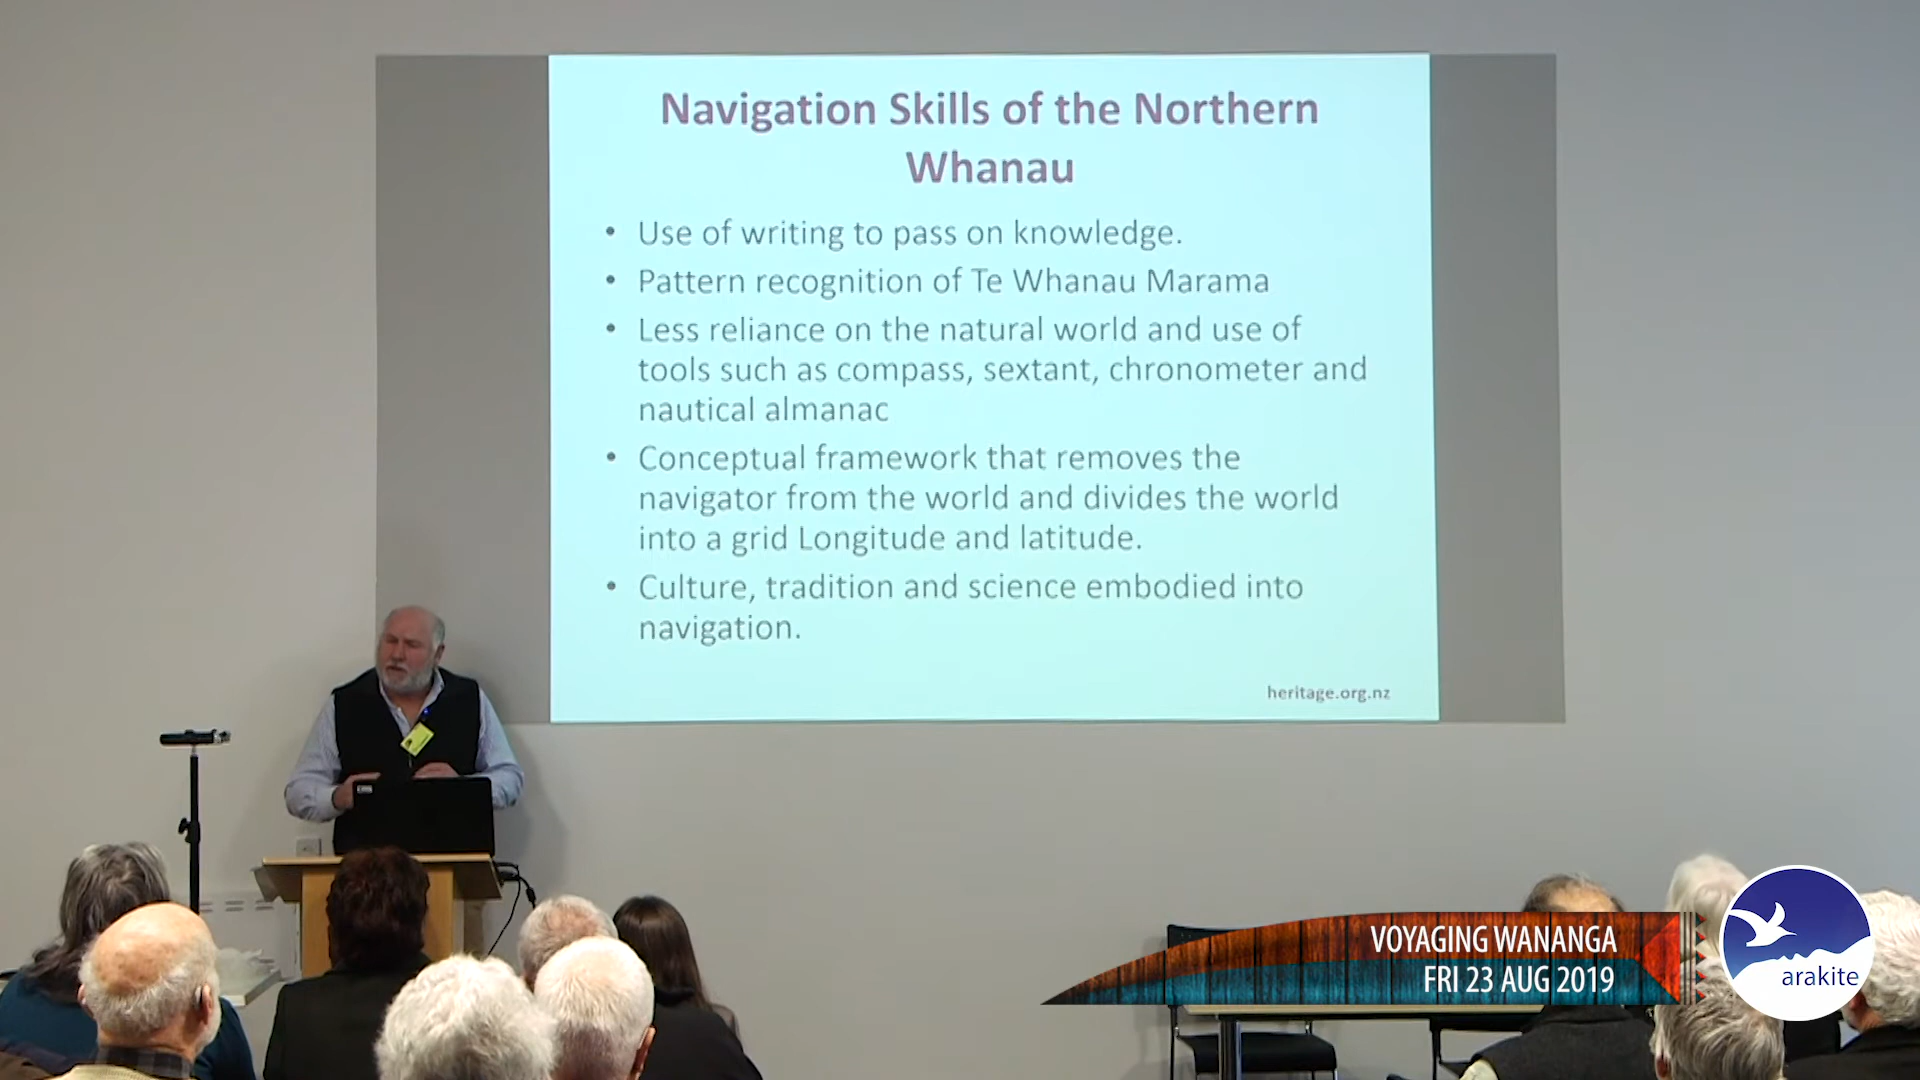 Navigation Skills of the Northern
Whanau
• Use of writing to pass on knowledge.
• Pattern recognition of Te Whanau Marama
• Less reliance on the natural world and use of
tools such as compass, sextant, chronometer and
nautical almanac
• Conceptual framework that removes the
navigator from the world and divides the world
into a grid Longitude and latitude.
• Culture, tradition and science embodied into
navigation.
heritage.org.nz
VOYAGING WANANGA
FRI 23 AUG 2019
arakite